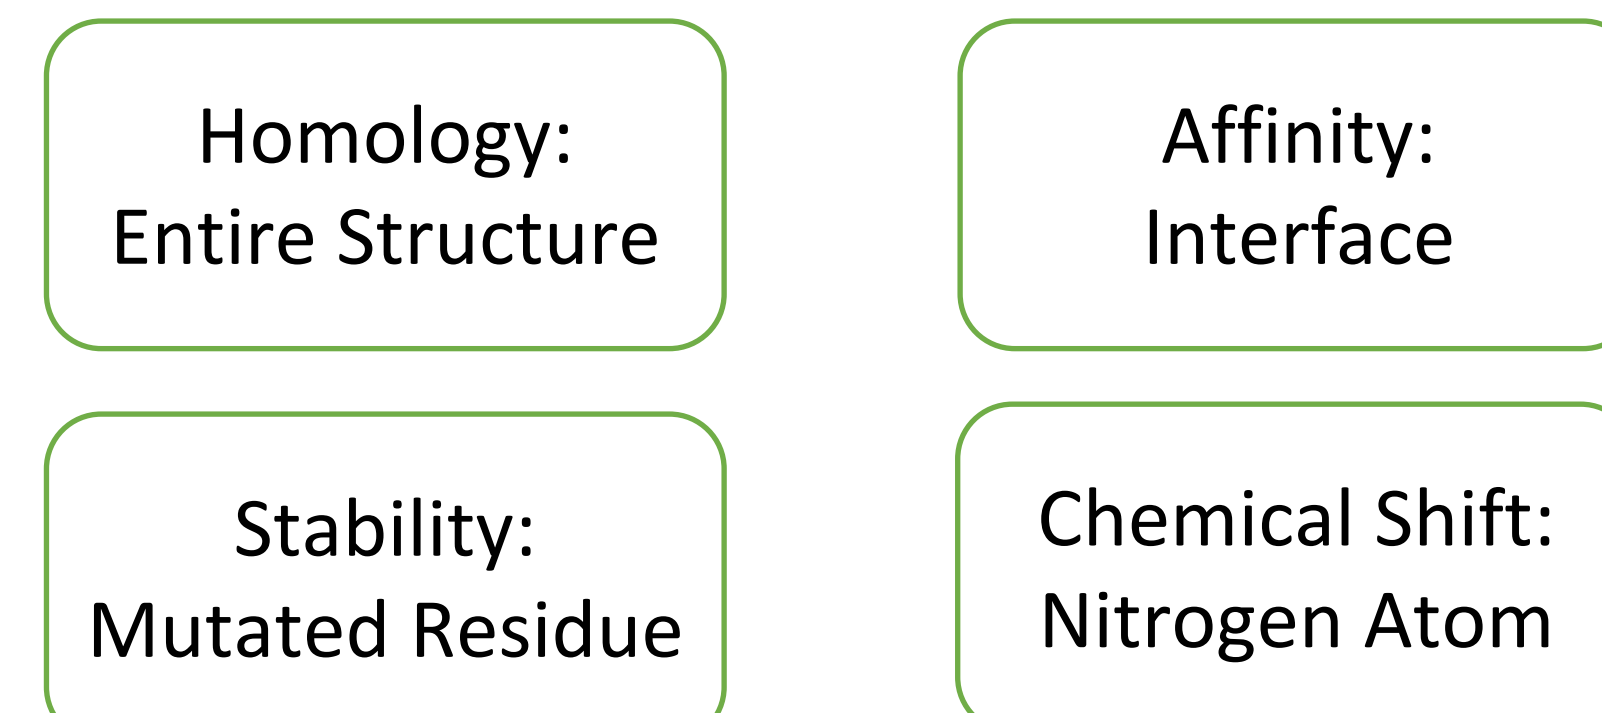 Homology:
Entire Structure
Affinity:
Interface
Stability:
Mutated Residue
Chemical Shift:
Nitrogen Atom